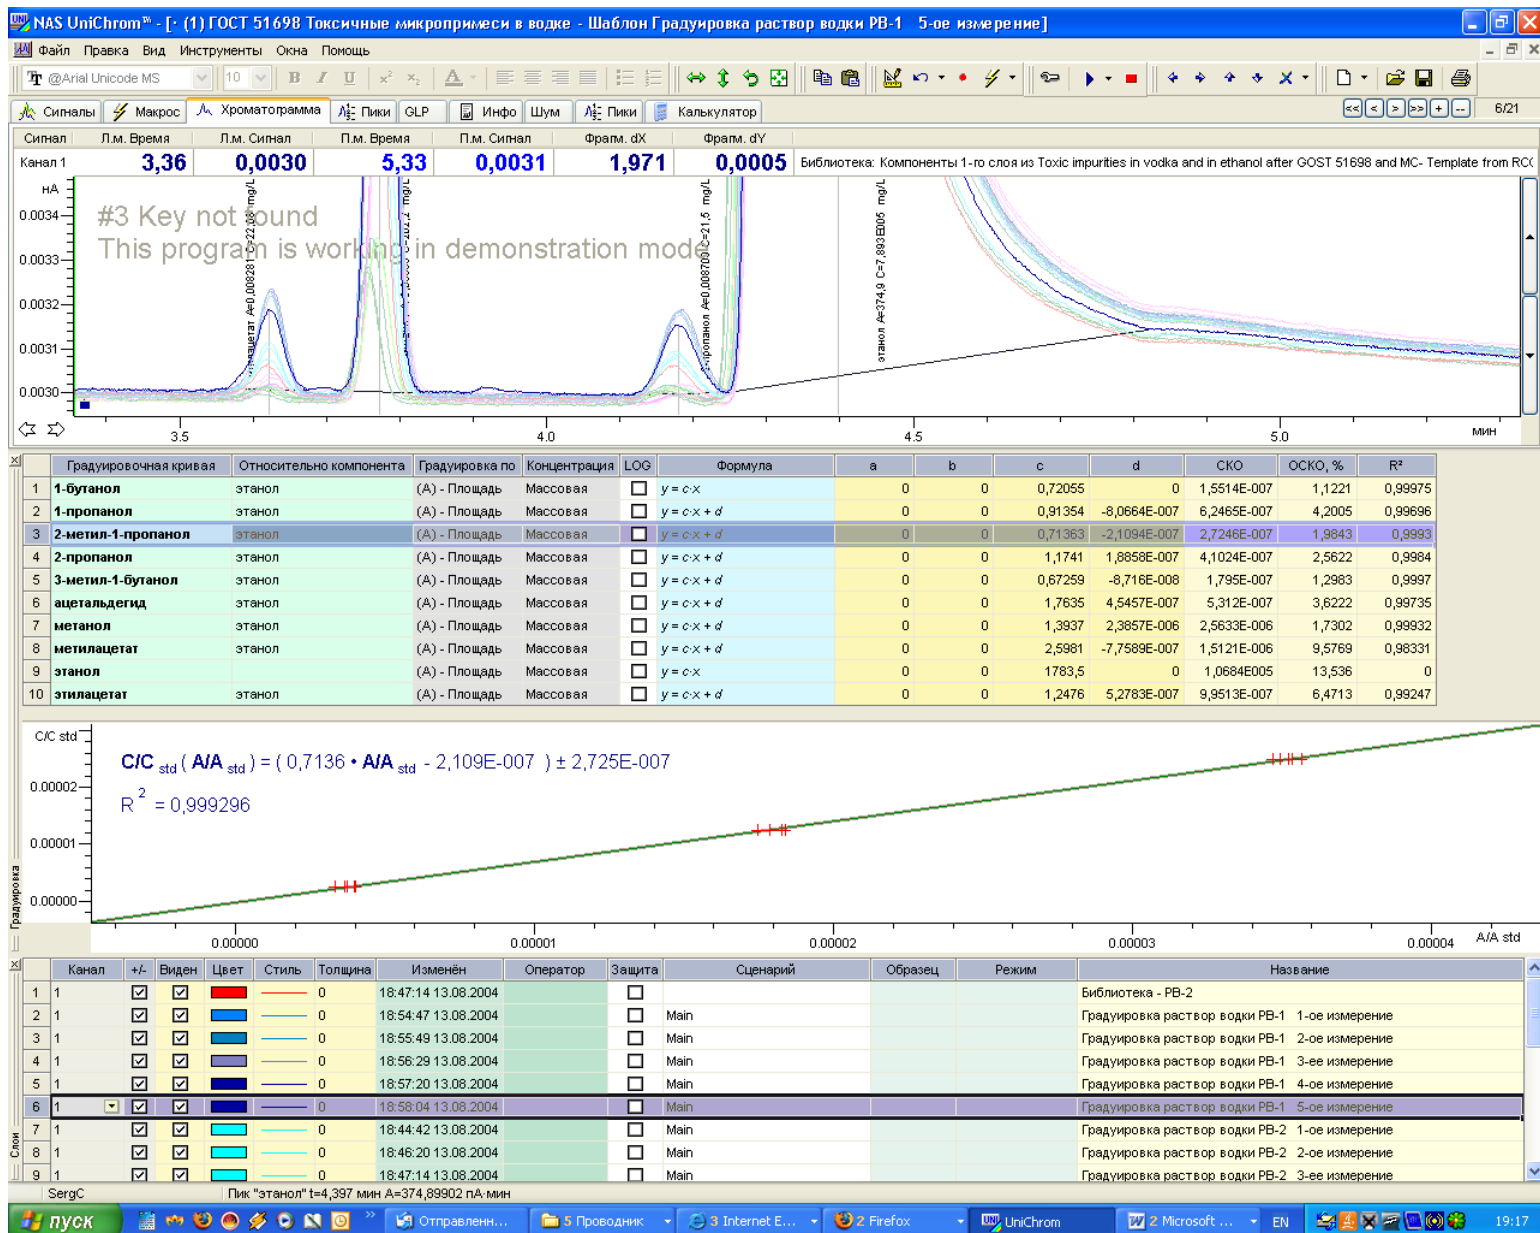 NAS UniChrom™ - [· (1) ГОСТ 51698 Токсичные микропримеси в водке - Шаблон Градуировка раствор водки РВ-1 5-ое измерение]
Файл Правка Вид Инструменты Окна Помощь
@Arial Unicode MS 10 B I U x² x₂ A
Сигналы Макрос Хроматограмма Пики GLP Инфо Шум Пики Калькулятор << < > >> + -- 6/21
Сигнал Л.м. Время Л.м. Сигнал П.м. Время П.м. Сигнал Фрагм. dX Фрагм. dY
Канал 1 3,36 0,0030 5,33 0,0031 1,971 0,0005 Библиотека: Компоненты 1-го слоя из Toxic impurities in vodka and in ethanol after GOST 51698 and MC- Template from RC
нА
0.0034
0.0033
0.0032
0.0031
0.0030
#3 Key not found
This program is working in demonstration mode
этанол A=374,9 C=7,893E005 mg/L
3.5 4.0 4.5 5.0 мин
Градуировочная кривая Относительно компонента Градуировка по Концентрация LOG Формула a b c d СКО ОСКО, % R²
1 1-бутанол этанол (А) - Площадь Массовая y = c·x 0 0 0,72055 0 1,5514E-007 1,1221 0,99975
2 1-пропанол этанол (А) - Площадь Массовая y = c·x + d 0 0 0,91354 -8,0664E-007 6,2465E-007 4,2005 0,99696
3 2-метил-1-пропанол этанол (А) - Площадь Массовая y = c·x + d 0 0 0,71363 -2,1094E-007 2,7246E-007 1,9843 0,9993
4 2-пропанол этанол (А) - Площадь Массовая y = c·x + d 0 0 1,1741 1,8858E-007 4,1024E-007 2,5622 0,9984
5 3-метил-1-бутанол этанол (А) - Площадь Массовая y = c·x + d 0 0 0,67259 -8,716E-008 1,795E-007 1,2983 0,9997
6 ацетальдегид этанол (А) - Площадь Массовая y = c·x + d 0 0 1,7635 4,5457E-007 5,312E-007 3,6222 0,99735
7 метанол этанол (А) - Площадь Массовая y = c·x + d 0 0 1,3937 2,3857E-006 2,5633E-006 1,7302 0,99932
8 метилацетат этанол (А) - Площадь Массовая y = c·x + d 0 0 2,5981 -7,7589E-007 1,5121E-006 9,5769 0,98331
9 этанол (А) - Площадь Массовая y = c·x 0 0 1783,5 0 1,0684E005 13,536 0
10 этилацетат этанол (А) - Площадь Массовая y = c·x + d 0 0 1,2476 5,2783E-007 9,9513E-007 6,4713 0,99247
Градуировка
C/C std
C/C std ( A/A std ) = ( 0,7136 • A/A std - 2,109E-007 ) ± 2,725E-007
R 2 = 0,999296
0.00002
0.00001
0.00000
0.00000 0.00001 0.00002 0.00003 0.00004 A/A std
Канал +/- Виден Цвет Стиль Толщина Изменён Оператор Защита Сценарий Образец Режим Название
1 1 0 18:47:14 13.08.2004 Библиотека - РВ-2
2 1 0 18:54:47 13.08.2004 Main Градуировка раствор водки РВ-1 1-ое измерение
3 1 0 18:55:49 13.08.2004 Main Градуировка раствор водки РВ-1 2-ое измерение
4 1 0 18:56:29 13.08.2004 Main Градуировка раствор водки РВ-1 3-ее измерение
5 1 0 18:57:20 13.08.2004 Main Градуировка раствор водки РВ-1 4-ое измерение
6 1 0 18:58:04 13.08.2004 Main Градуировка раствор водки РВ-1 5-ое измерение
7 1 0 18:44:42 13.08.2004 Main Градуировка раствор водки РВ-2 1-ое измерение
8 1 0 18:46:20 13.08.2004 Main Градуировка раствор водки РВ-2 2-ое измерение
9 1 0 18:47:14 13.08.2004 Main Градуировка раствор водки РВ-2 3-ее измерение
Слои
SergC Пик "этанол" t=4,397 мин A=374,89902 пА·мин
пуск Отправленн... 5 Проводник 3 Internet E... 2 Firefox UniChrom 2 Microsoft ... EN 19:17